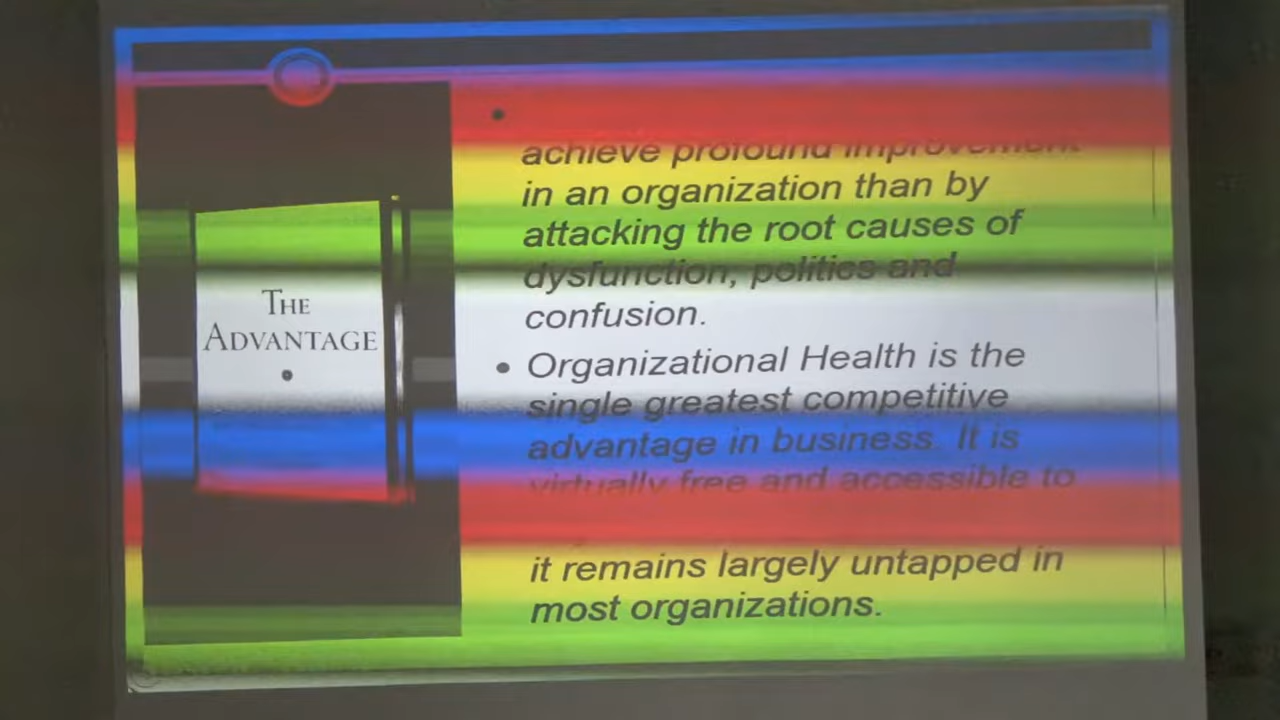 THE
ADVANTAGE
achieve profound improvement
in an organization than by
attacking the root causes of
dysfunction, politics and
confusion.
• Organizational Health is the
single greatest competitive
advantage in business. It is
virtually free and accessible to
it remains largely untapped in
most organizations.